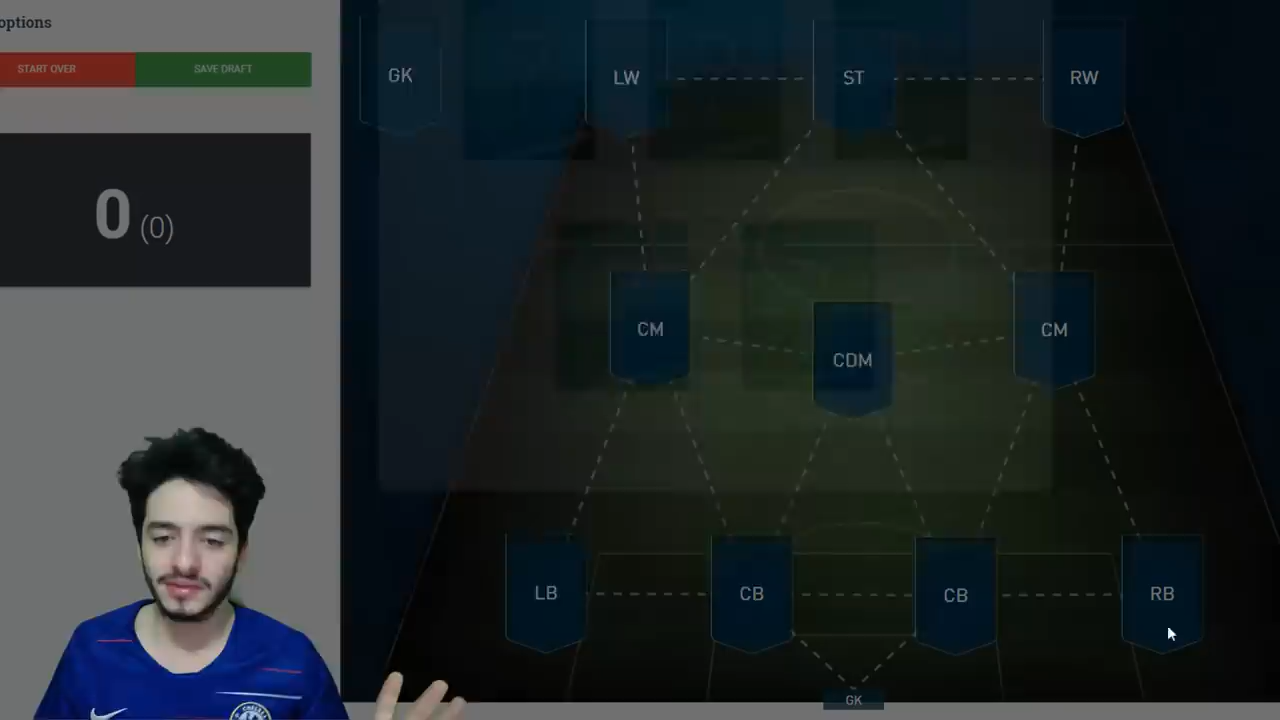 options
START OVER
SAVE DRAFT
0 (0)
GK
LW
ST
RW
CM
CDM
CM
LB
CB
CB
RB
GK